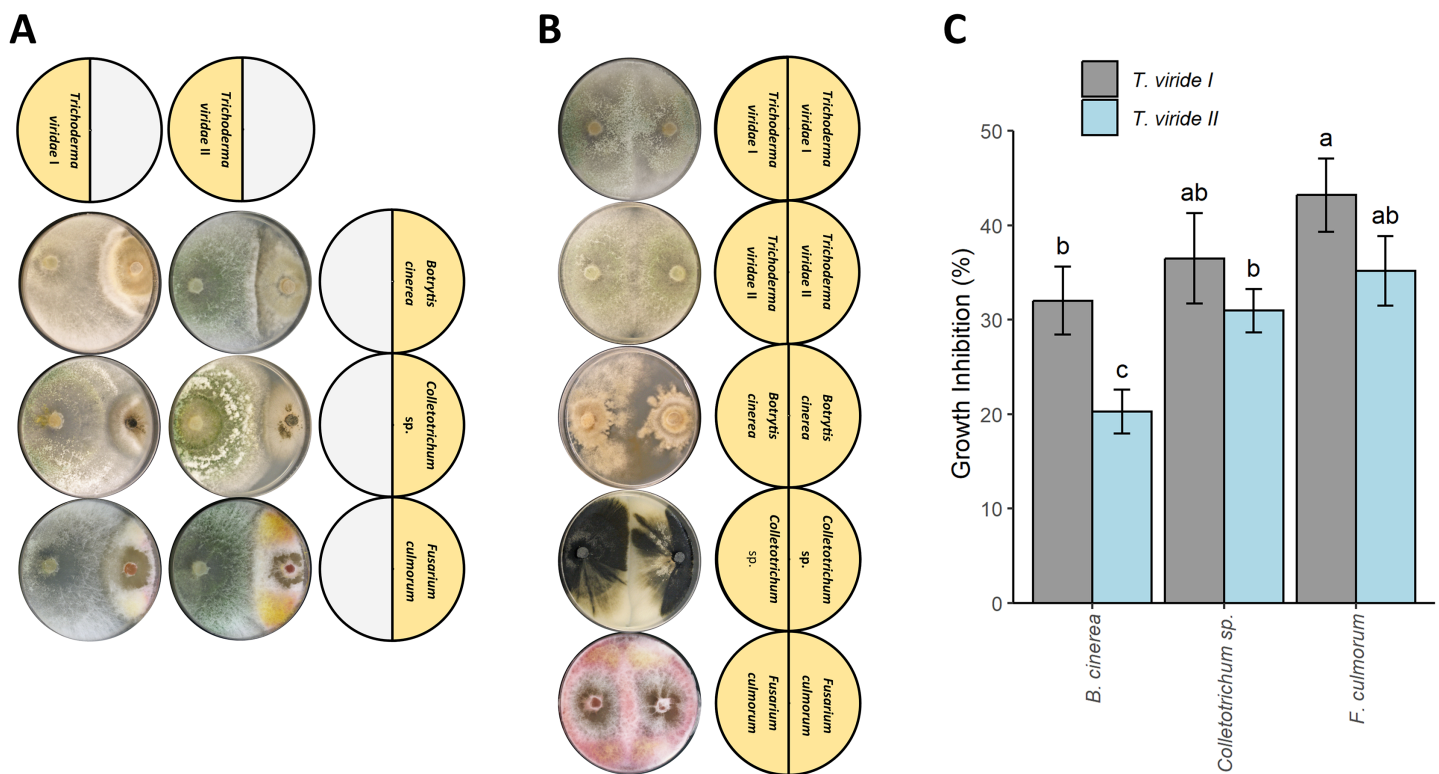 A
Trichoderma
viridae I
Trichoderma
viridae II
Botrytis
cinerea
Colletotrichum
sp.
Fusarium
culmorum
B
Trichoderma
viridae I
Trichoderma
viridae I
Trichoderma
viridae II
Trichoderma
viridae II
Botrytis
cinerea
Botrytis
cinerea
Colletotrichum
sp.
Colletotrichum
sp.
Fusarium
culmorum
Fusarium
culmorum
C
T. viride I
T. viride II
Growth Inhibition (%)
50
40
30
20
10
0
b
c
ab
b
a
ab
B. cinerea
Colletotrichum sp.
F. culmorum